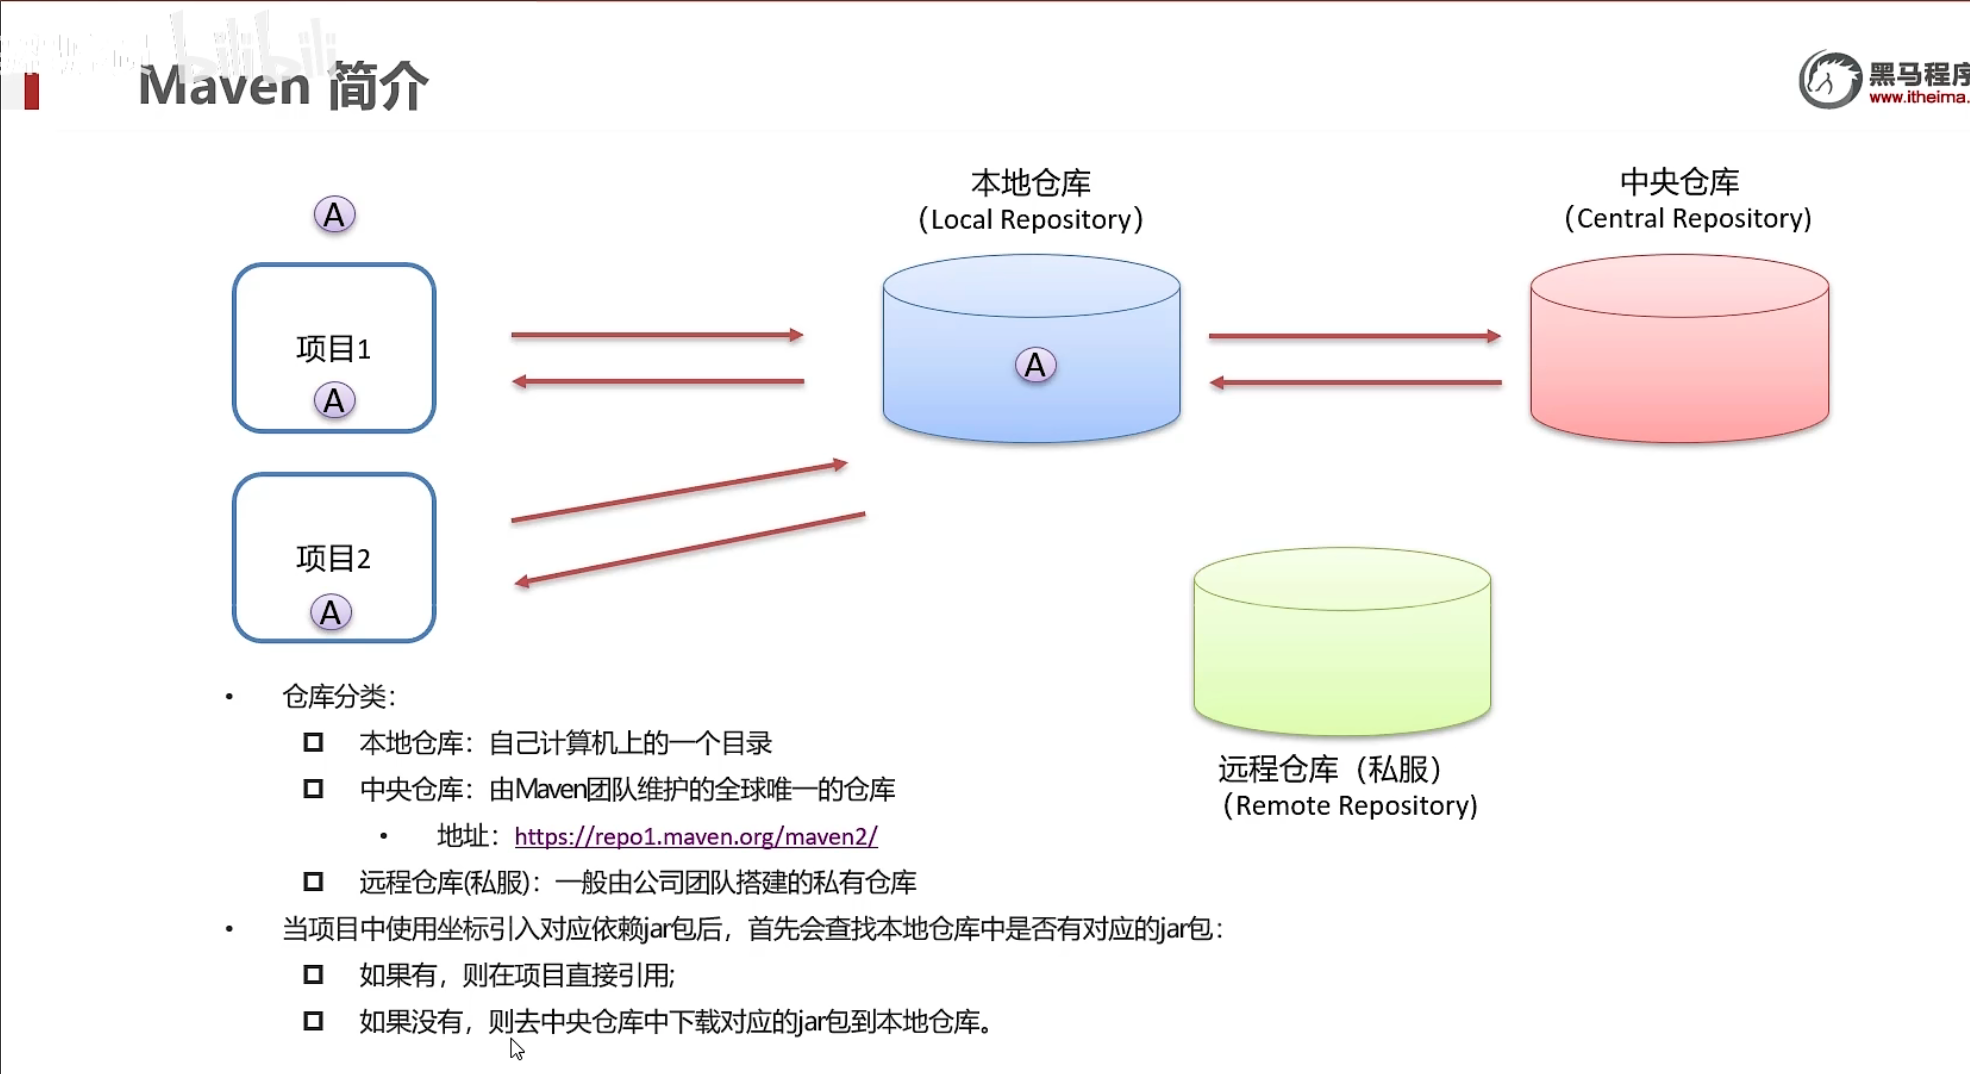 bilibili
Maven 简介
黑马程序
www.itheima.
本地仓库
（Local Repository）
中央仓库
（Central Repository）
A
项目1
A
A
项目2
A
远程仓库（私服）
（Remote Repository）
• 仓库分类：
本地仓库：自己计算机上的一个目录
中央仓库：由Maven团队维护的全球唯一的仓库
• 地址：https://repo1.maven.org/maven2/
远程仓库(私服)：一般由公司团队搭建的私有仓库
• 当项目中使用坐标引入对应依赖jar包后，首先会查找本地仓库中是否有对应的jar包：
如果有，则在项目直接引用;
如果没有，则去中央仓库中下载对应的jar包到本地仓库。